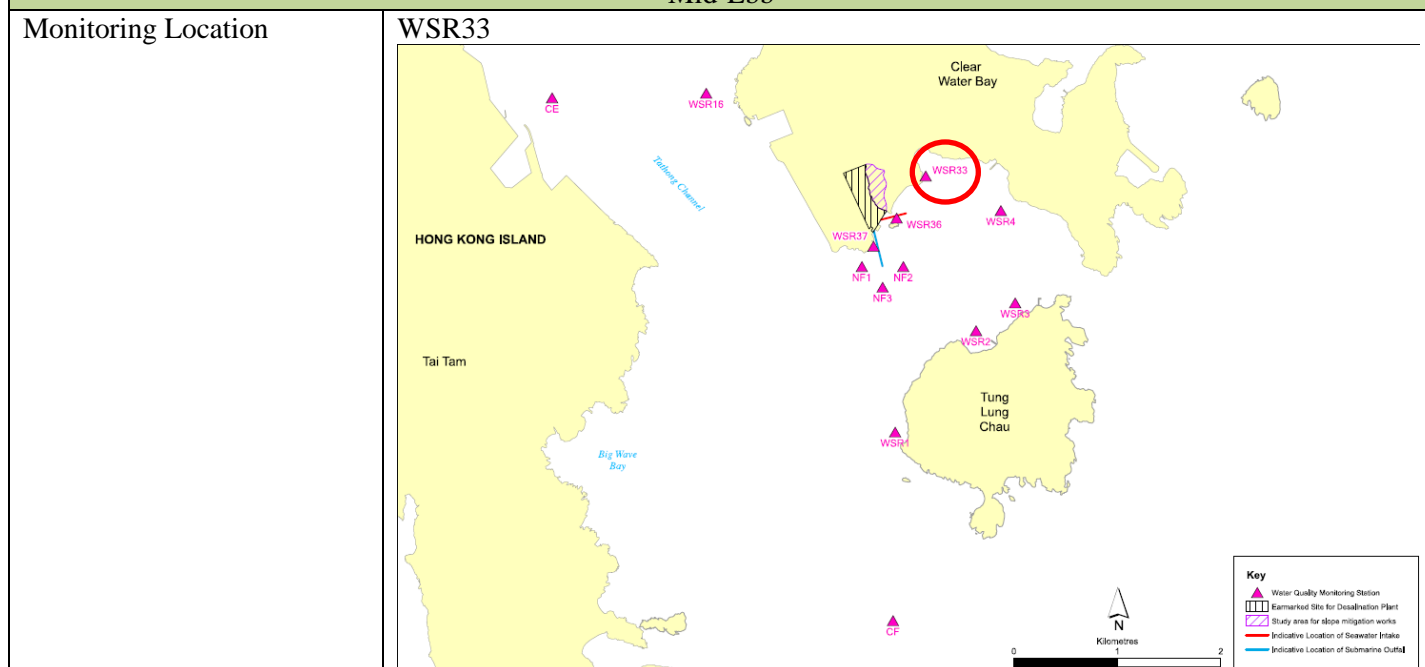 Mid-Ebb
Monitoring Location
WSR33
Clear
Water Bay
CE
WSR16
Tathong Channel
WSR33
WSR36
WSR4
HONG KONG ISLAND
WSR37
NF1
NF2
NF3
WSR3
WSR2
Tai Tam
Tung
Lung
Chau
WSR1
Big Wave
Bay
CF
N
Kilometres
0
1
2
Key
Water Quality Monitoring Station
Earmarked Site for Desalination Plant
Study area for slope mitigation works
Indicative Location of Seawater Intake
Indicative Location of Submarine Outfall